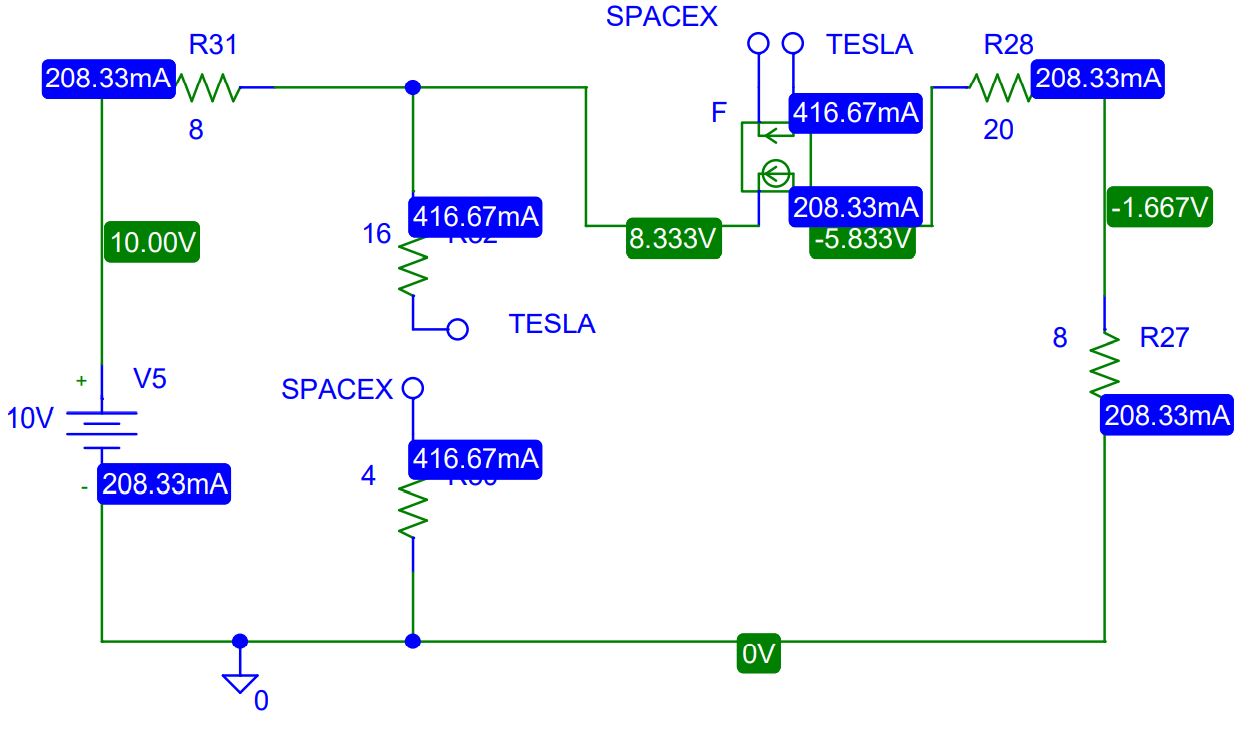 SPACEX
TESLA
R31
R28
208.33mA
208.33mA
8
F
416.67mA
20
416.67mA
208.33mA
-1.667V
16
10.00V
8.333V
-5.833V
TESLA
8
R27
V5
+
SPACEX
10V
208.33mA
416.67mA
4
-
208.33mA
0V
0